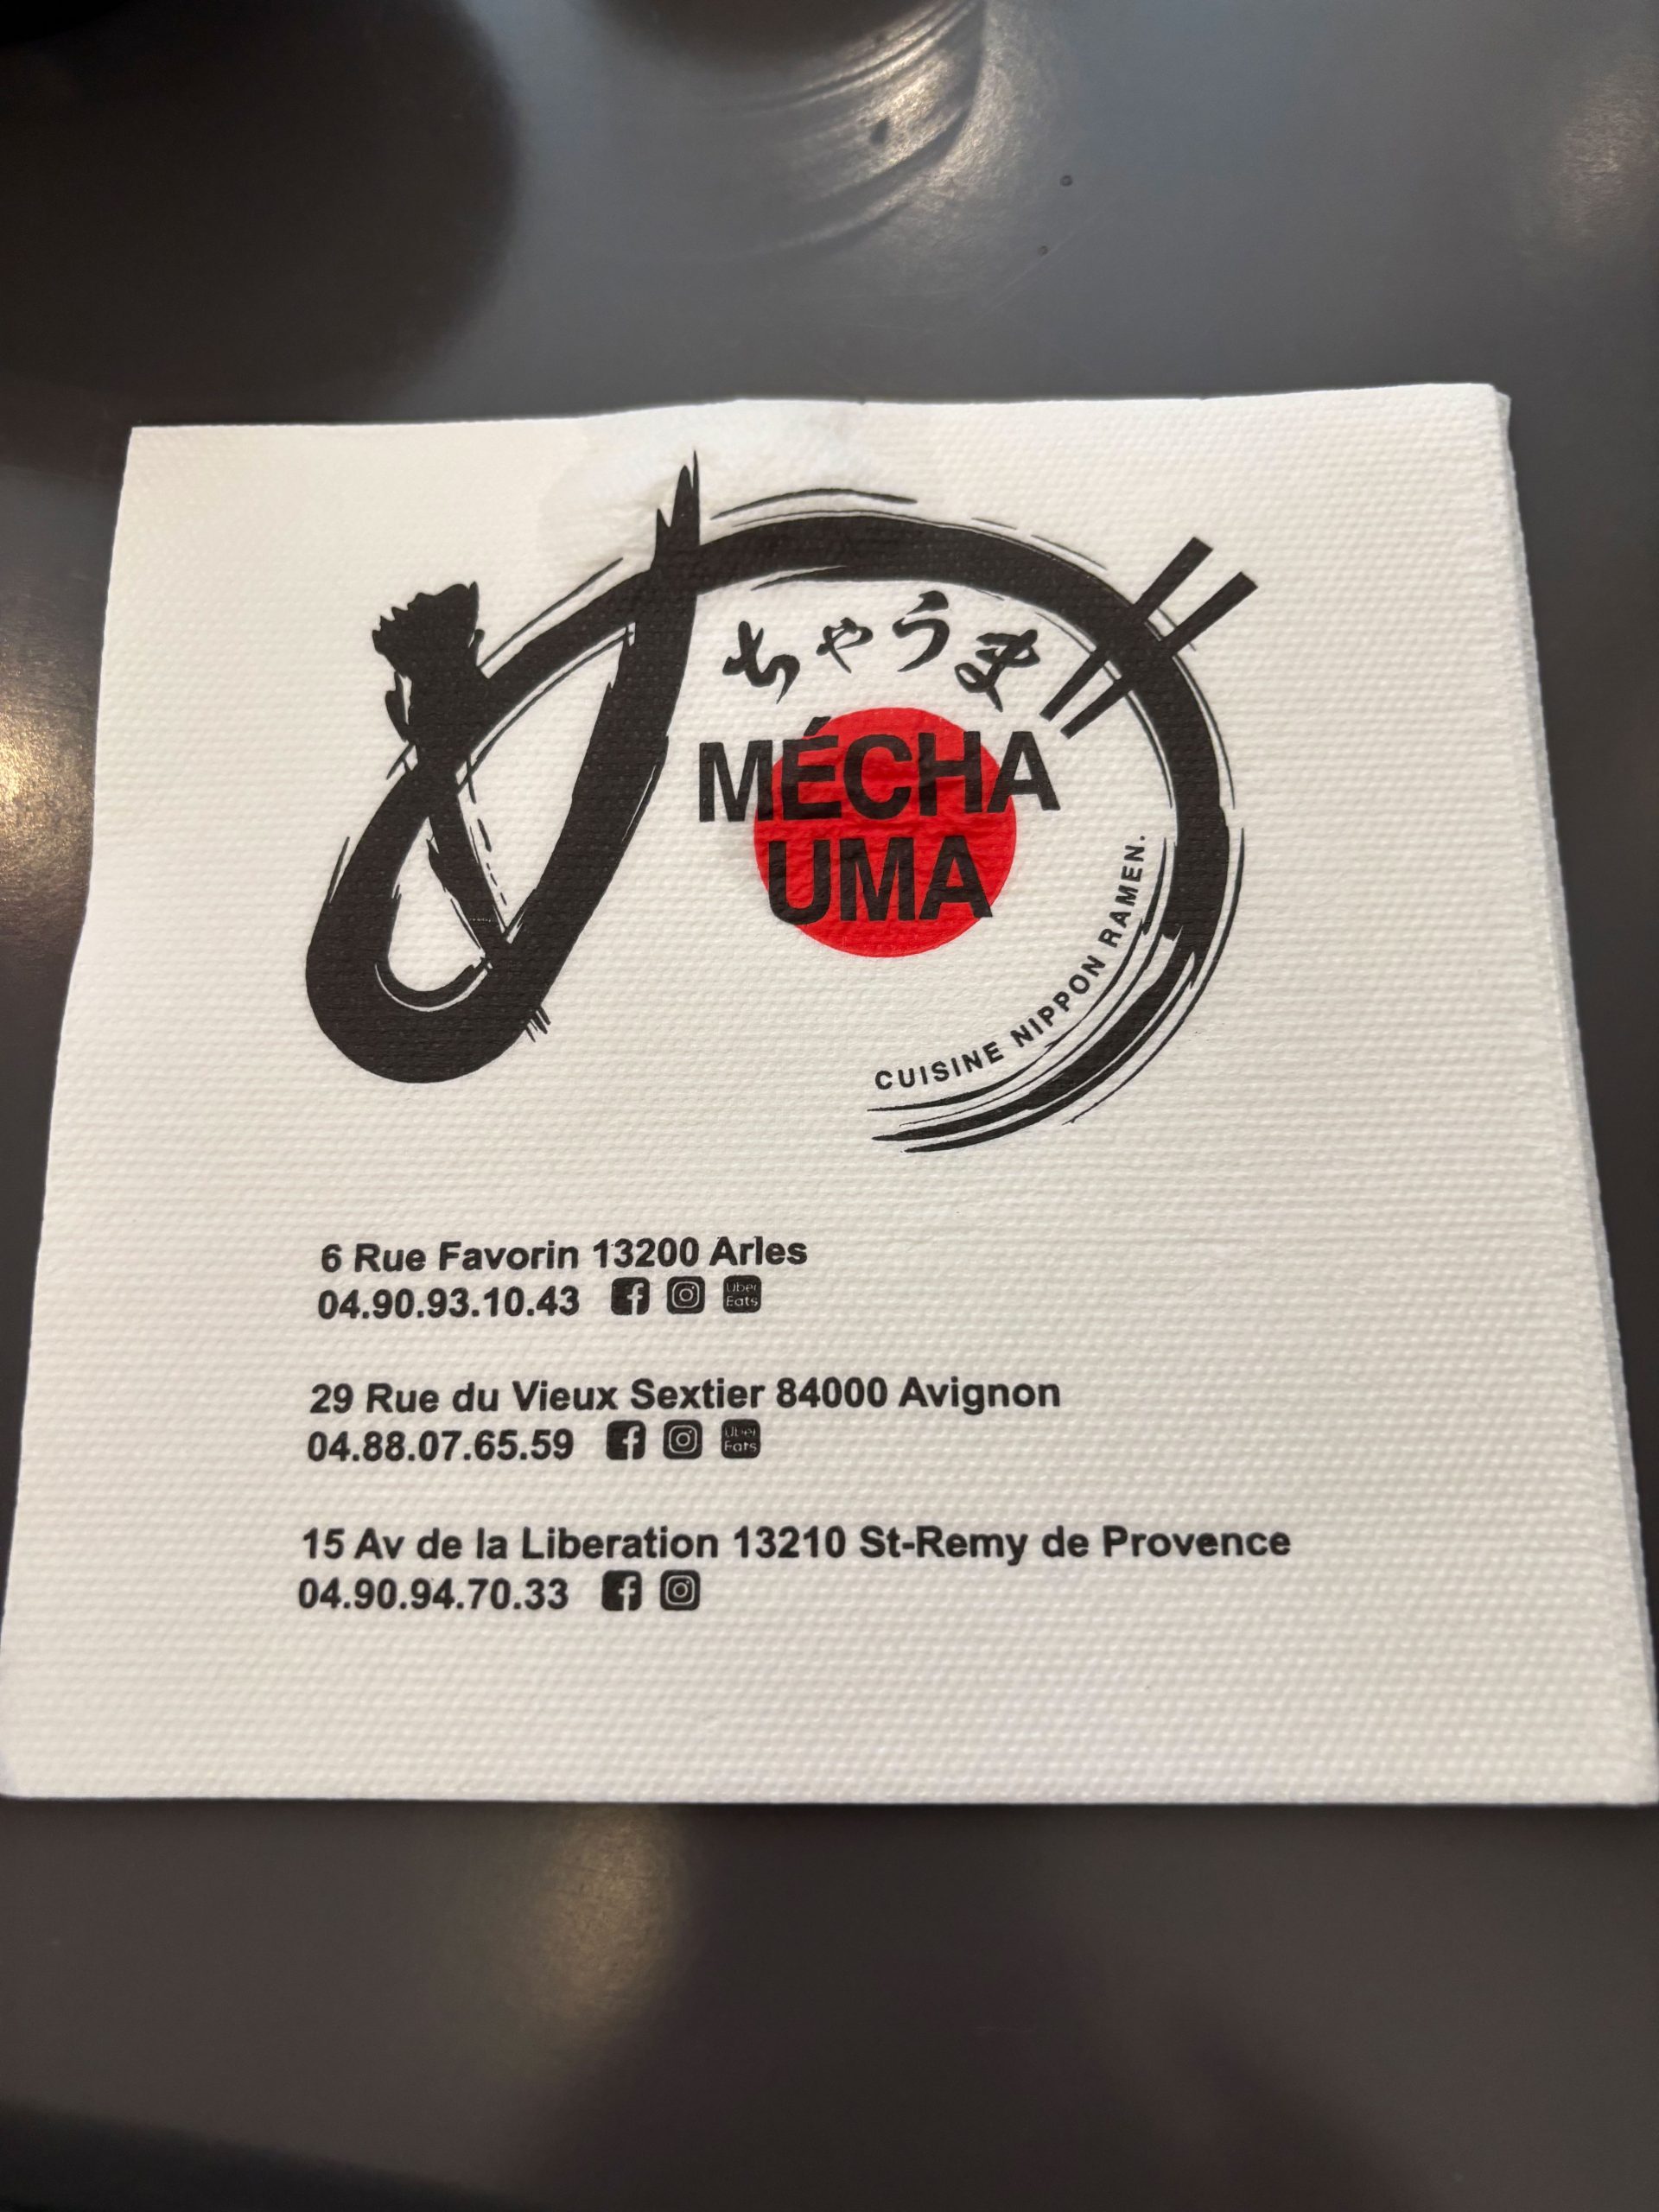 め
ちゃうま
MÉCHA
UMA
CUISINE NIPPON RAMEN.
6 Rue Favorin 13200 Arles
04.90.93.10.43
Uber
Eats
29 Rue du Vieux Sextier 84000 Avignon
04.88.07.65.59
Uber
Eats
15 Av de la Liberation 13210 St-Remy de Provence
04.90.94.70.33